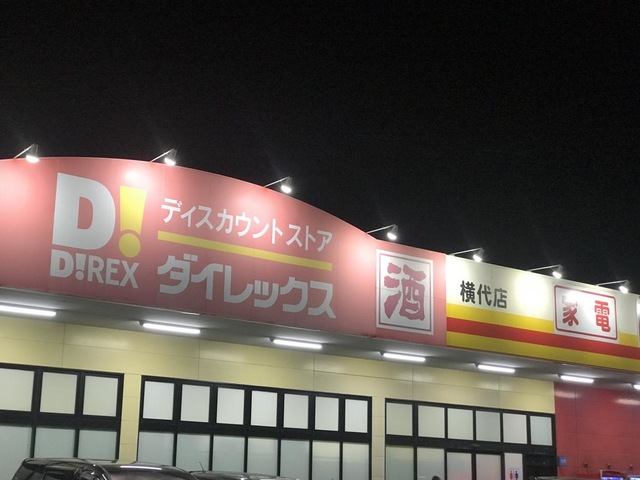 D!
D!REX
ディスカウントストア
ダイレックス
酒
横代店
家電